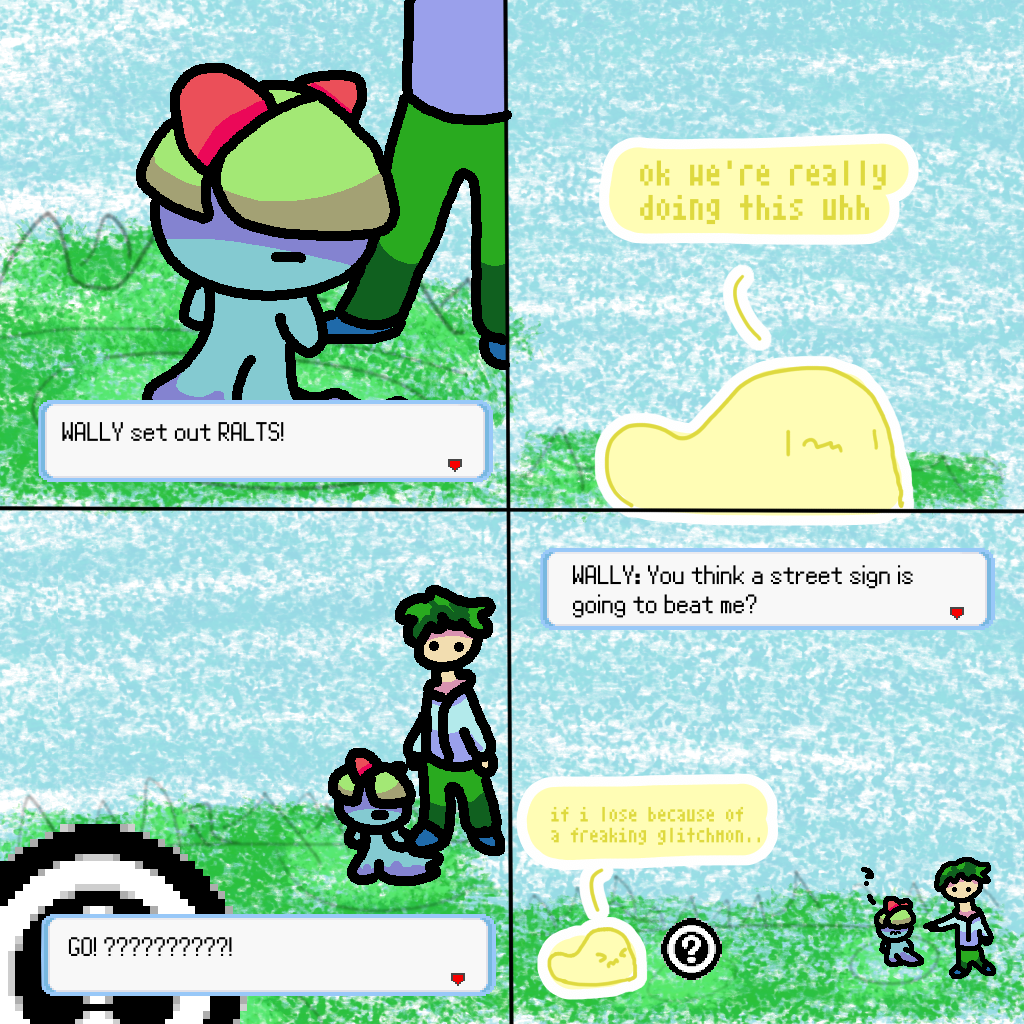 WALLY set out RALTS!
ok we're really
doing this uhh
GO! ??????????!
WALLY: You think a street sign is
going to beat me?
if i lose because of
a freaking glitchmon..
?
?